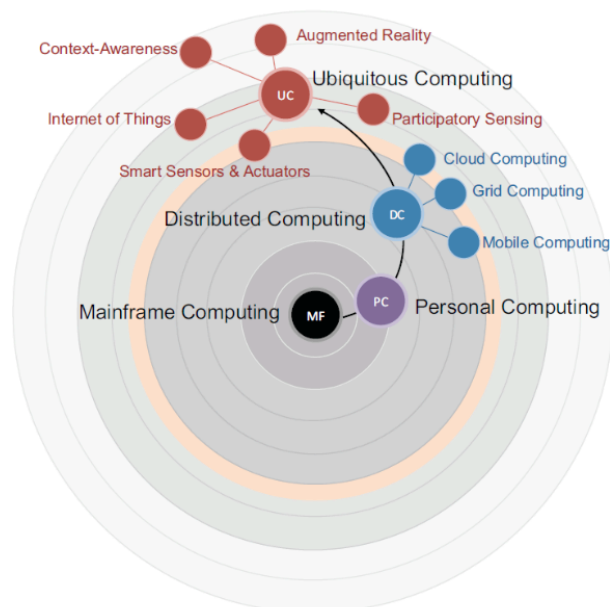 Augmented Reality
Context-Awareness
Ubiquitous Computing
UC
Internet of Things
Participatory Sensing
Smart Sensors & Actuators
Cloud Computing
Grid Computing
Distributed Computing
DC
Mobile Computing
Mainframe Computing
MF
PC
Personal Computing